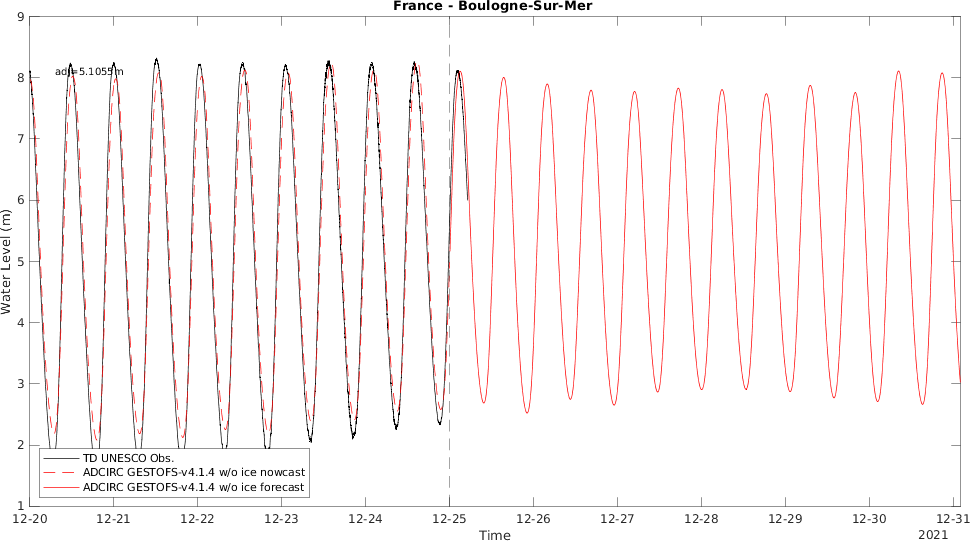 France - Boulogne-Sur-Mer
9
8
7
6
5
4
3
2
1
Water Level (m)
adj=5.1055m
TD UNESCO Obs.
ADCIRC GESTOFS-v4.1.4 w/o ice nowcast
ADCIRC GESTOFS-v4.1.4 w/o ice forecast
12-20 12-21 12-22 12-23 12-24 12-25 12-26 12-27 12-28 12-29 12-30 12-31
Time
2021